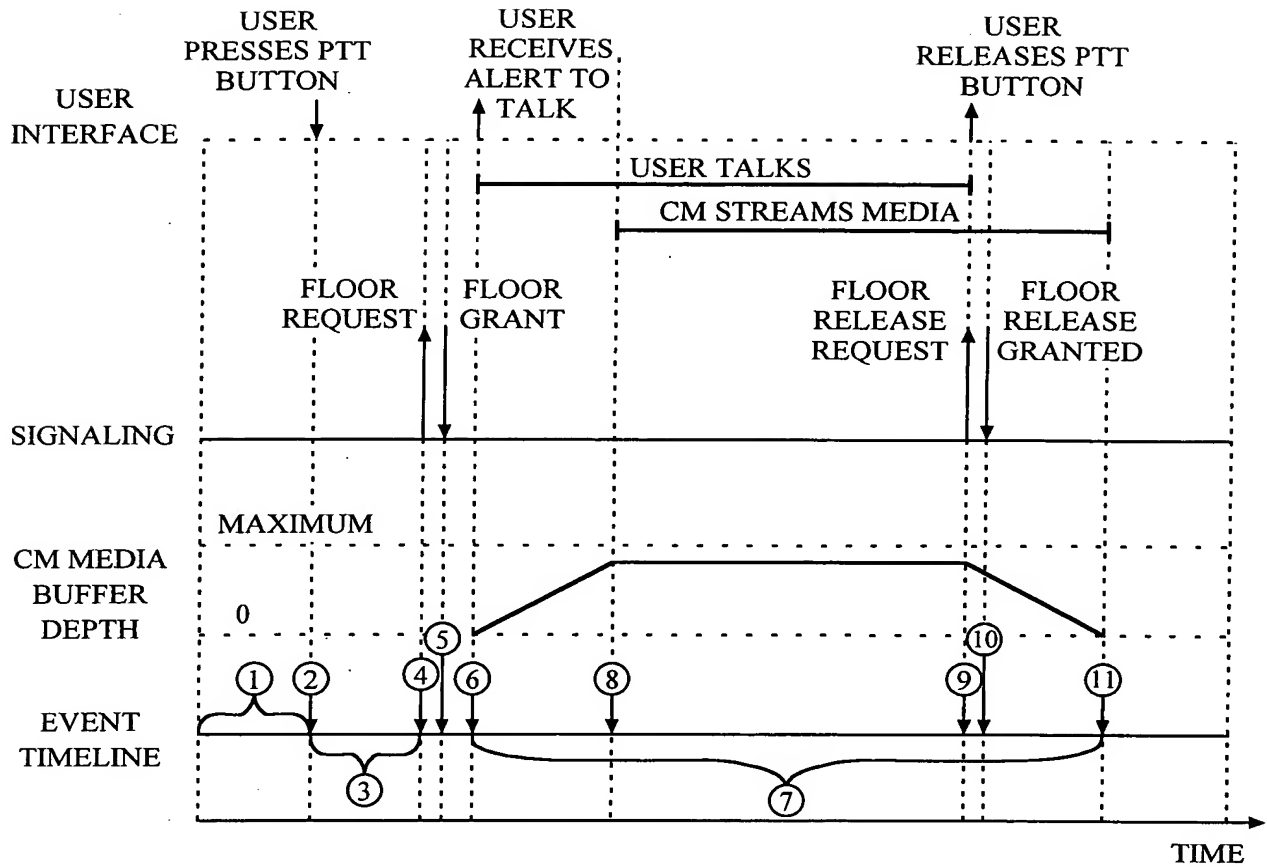 USER
PRESSES PTT
BUTTON
USER
RECEIVES
ALERT TO
TALK
USER
RELEASES PTT
BUTTON
USER
INTERFACE
USER TALKS
CM STREAMS MEDIA
FLOOR
REQUEST
FLOOR
GRANT
FLOOR
RELEASE
REQUEST
FLOOR
RELEASE
GRANTED
SIGNALING
MAXIMUM
CM MEDIA
BUFFER
DEPTH
0
5
10
1
2
4
6
8
9
11
EVENT
TIMELINE
3
7
TIME